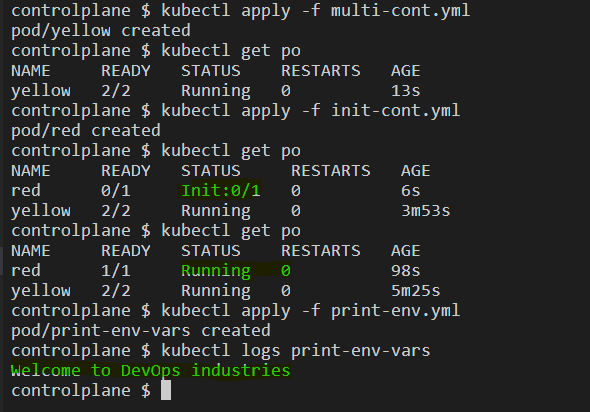 controlplane $ kubectl apply -f multi-cont.yml
pod/yellow created
controlplane $ kubectl get po
NAME     READY   STATUS    RESTARTS   AGE
yellow   2/2     Running   0          13s
controlplane $ kubectl apply -f init-cont.yml
pod/red created
controlplane $ kubectl get po
NAME     READY   STATUS     RESTARTS   AGE
red      0/1     Init:0/1   0          6s
yellow   2/2     Running    0          3m53s
controlplane $ kubectl get po
NAME     READY   STATUS    RESTARTS   AGE
red      1/1     Running   0          98s
yellow   2/2     Running   0          5m25s
controlplane $ kubectl apply -f print-env.yml
pod/print-env-vars created
controlplane $ kubectl logs print-env-vars
Welcome to DevOps industries
controlplane $